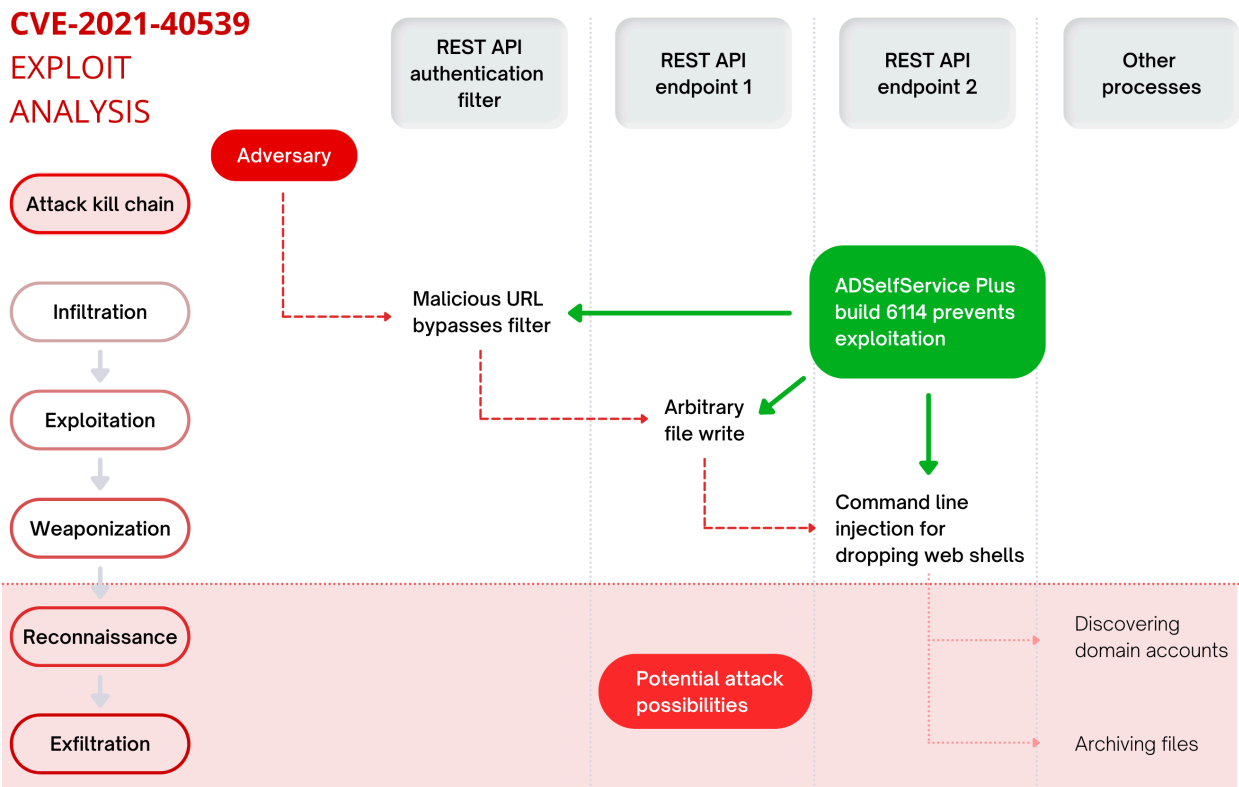 CVE-2021-40539
EXPLOIT
ANALYSIS
REST API
authentication
filter
REST API
endpoint 1
REST API
endpoint 2
Other
processes
Adversary
Attack kill chain
Infiltration
Malicious URL
bypasses filter
ADSelfService Plus
build 6114 prevents
exploitation
Exploitation
Arbitrary
file write
Weaponization
Command line
injection for
dropping web shells
Reconnaissance
Discovering
domain accounts
Potential attack
possibilities
Exfiltration
Archiving files